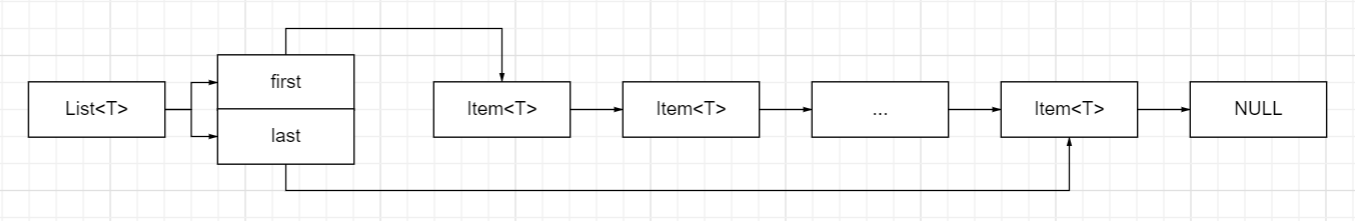 List<T>
first
last
Item<T>
Item<T>
...
Item<T>
NULL